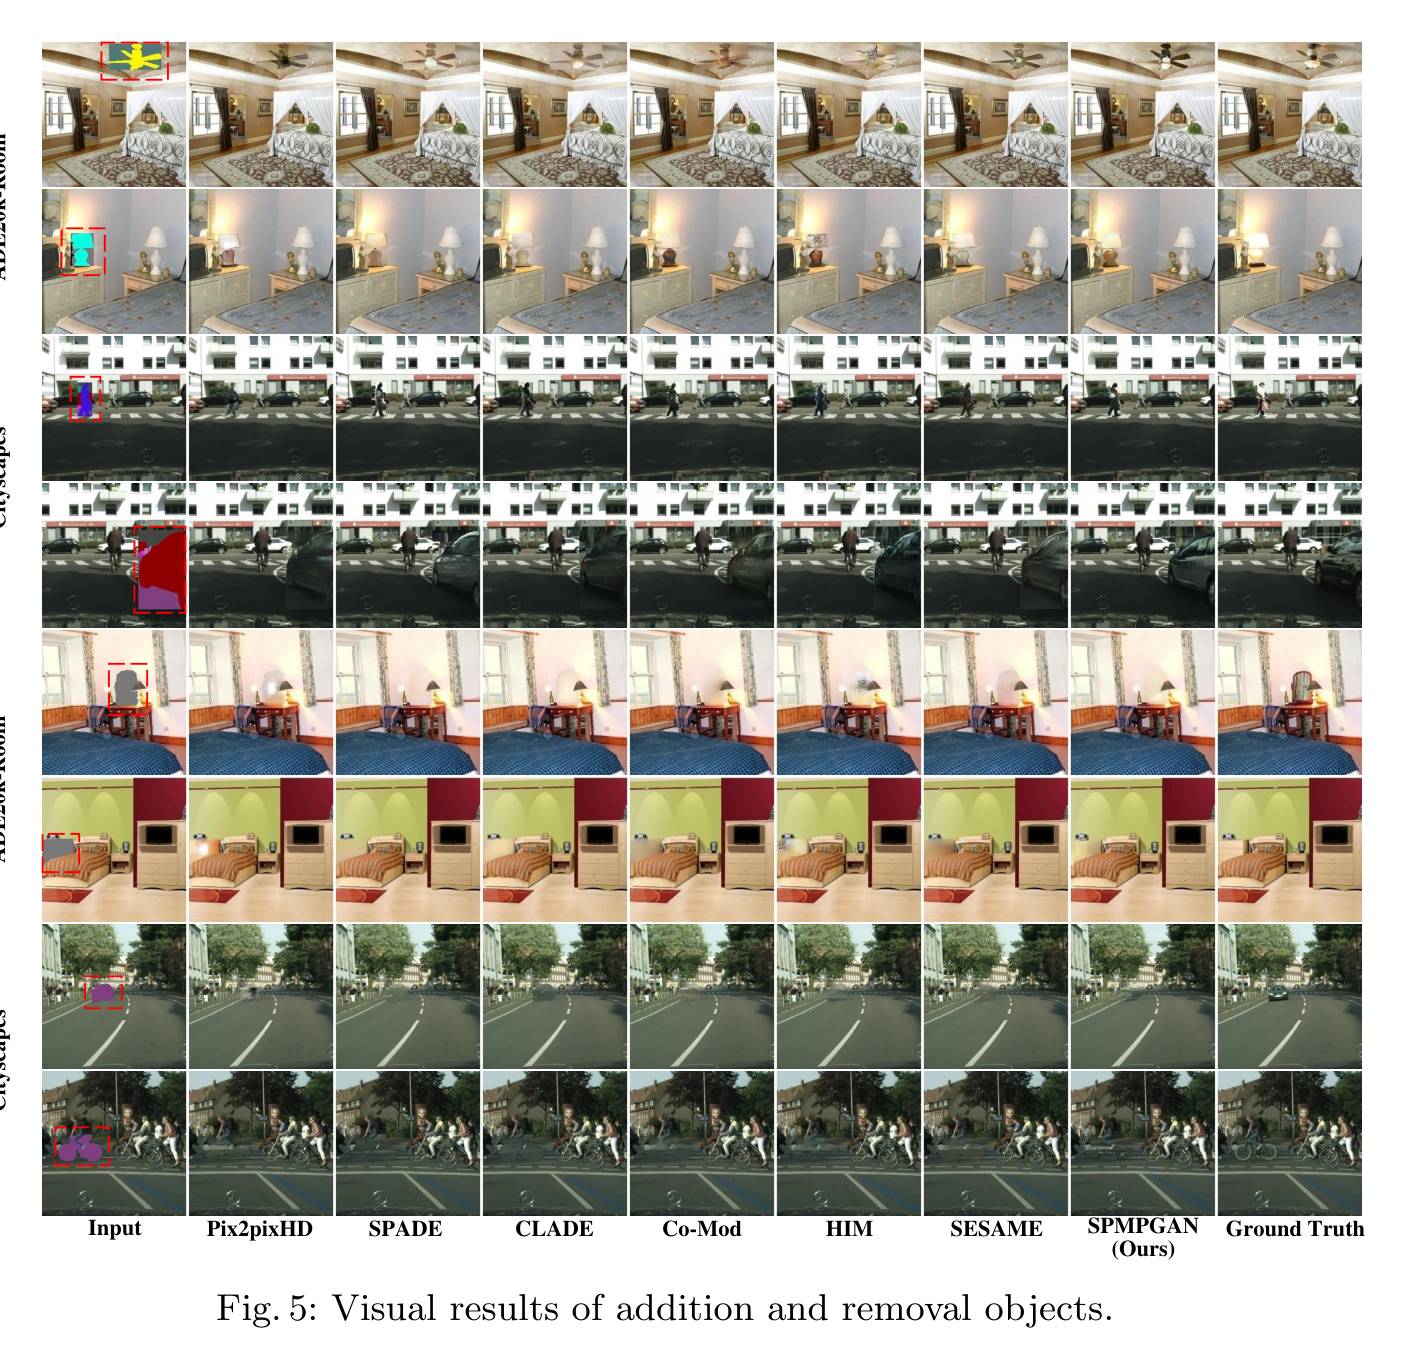 ADE20k-Room
Cityscapes
ADE20k-Room
Cityscapes
Input Pix2pixHD SPADE CLADE Co-Mod HIM SESAME SPMPGAN (Ours) Ground Truth
Fig. 5: Visual results of addition and removal objects.